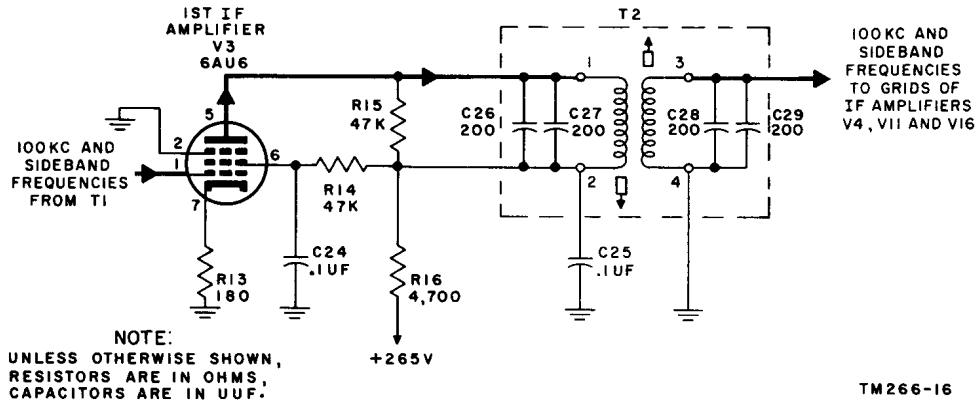 1ST IF
AMPLIFIER
V3
6AU6
T2
100KC AND
SIDEBAND
FREQUENCIES
TO GRIDS OF
IF AMPLIFIERS
V4, V11 AND V16
5
2
1
6
7
100KC AND
SIDEBAND
FREQUENCIES
FROM T1
R15
47K
R14
47K
C26
200
C27
200
C28
200
C29
200
1
2
3
4
R13
180
C24
.1UF
R16
4,700
C25
.1UF
+265V
NOTE:
UNLESS OTHERWISE SHOWN,
RESISTORS ARE IN OHMS,
CAPACITORS ARE IN UUF.
TM266-16